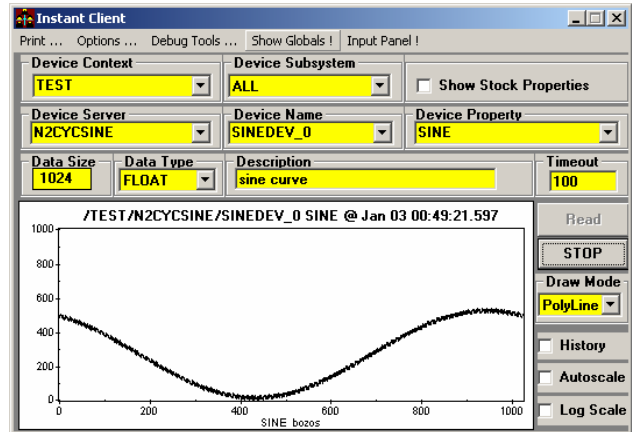 Instant Client
Print ... Options ... Debug Tools ... Show Globals ! Input Panel !
Device Context Device Subsystem
TEST ALL Show Stock Properties
Device Server Device Name Device Property
N2CYCSINE SINEDEV_0 SINE
Data Size Data Type Description Timeout
1024 FLOAT sine curve 100
/TEST/N2CYCSINE/SINEDEV_0 SINE @ Jan 03 00:49:21.597
Read
STOP
Draw Mode
PolyLine
History
Autoscale
Log Scale
1000
800
600
400
200
0
0 200 400 600 800 1000
SINE bozos